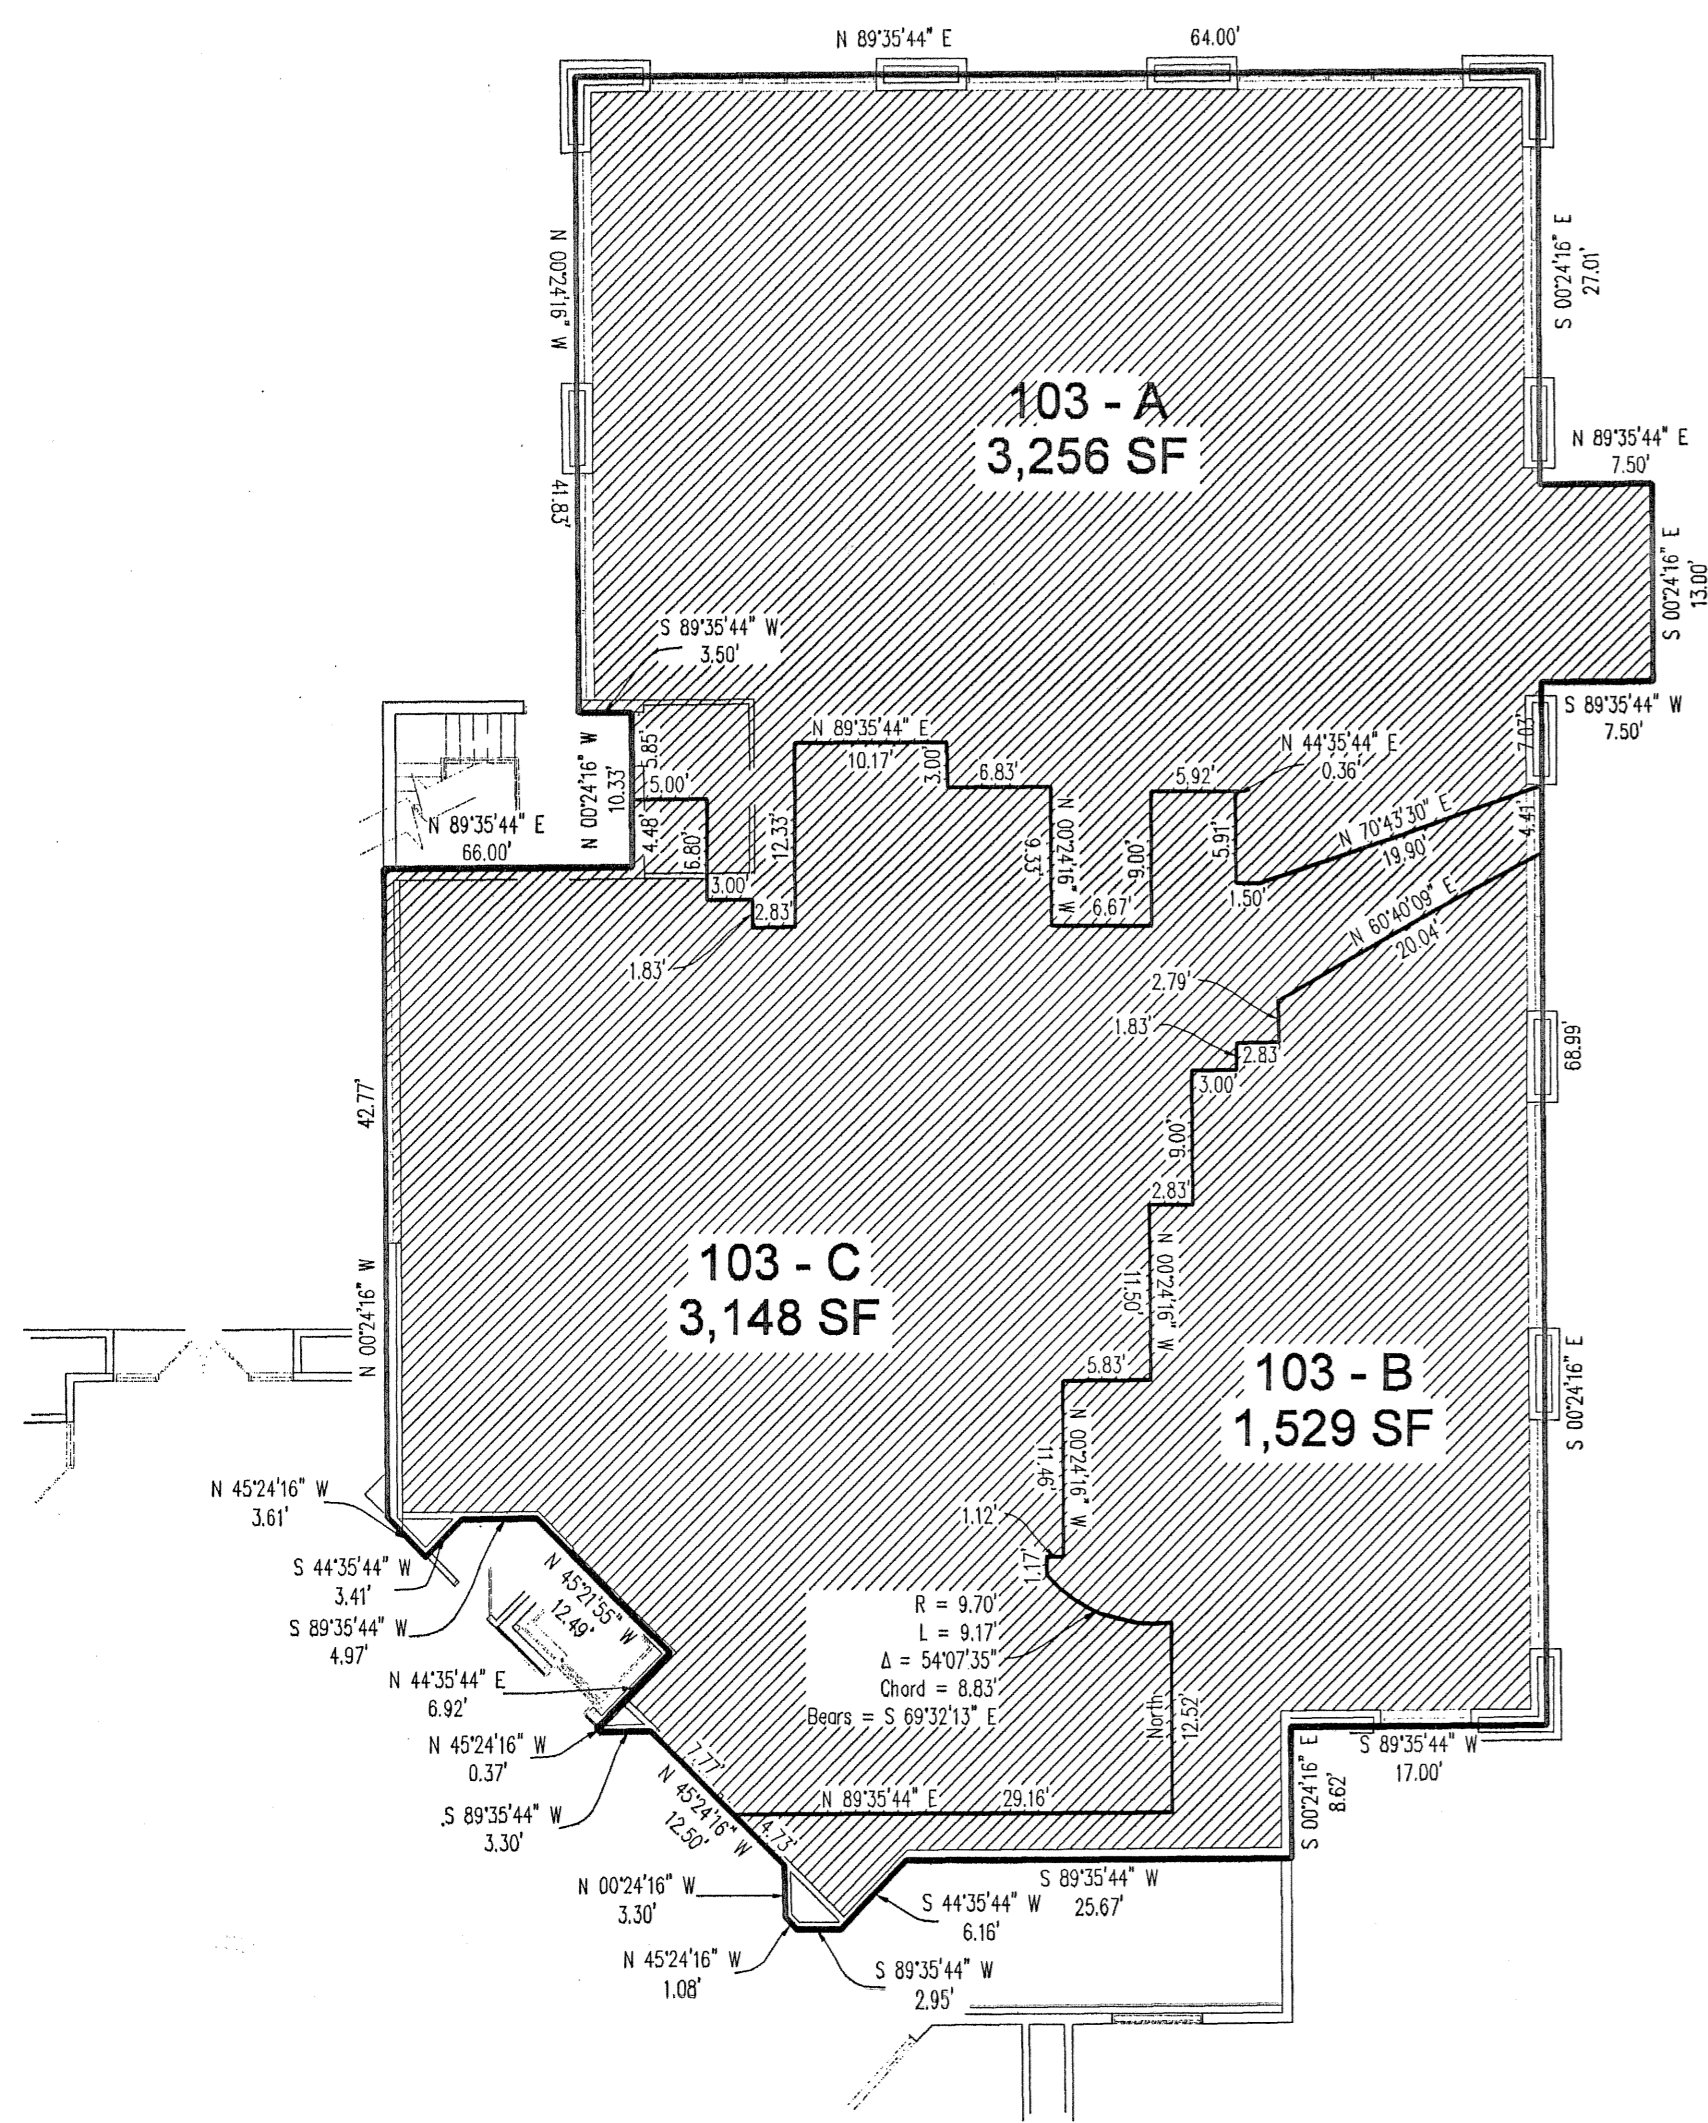 N 89°35'44" E 64.00'
N 00°24'16" W
41.83'
S 00°24'16" E
27.01'
103 - A
3,256 SF
N 89°35'44" E
7.50'
S 00°24'16" E
13.00'
S 89°35'44" W
7.50'
S 89°35'44" W
3.50'
N 00°24'16" W
10.33'
5.85'
5.00'
4.48'
6.80'
3.00'
2.83'
1.83'
12.33'
N 89°35'44" E
10.17'
3.00'
6.83'
N 00°24'16" W
9.33'
6.67'
9.00'
5.92'
N 44°35'44" E
0.36'
5.91'
1.50'
N 70°43'30" E
19.90'
7.03'
4.41'
N 60°40'09" E
20.04'
N 89°35'44" E
66.00'
2.79'
1.83'
2.83'
3.00'
9.00'
2.83'
68.99'
42.77'
N 00°24'16" W
N 00°24'16" W
11.50'
103 - C
3,148 SF
5.83'
103 - B
1,529 SF
S 00°24'16" E
N 00°24'16" W
11.46'
1.12'
1.17'
N 45°24'16" W
3.61'
S 44°35'44" W
3.41'
S 89°35'44" W
4.97'
N 45°21'55" W
12.49'
R = 9.70'
L = 9.17'
Δ = 54°07'35"
Chord = 8.83'
Bears = S 69°32'13" E
N 44°35'44" E
6.92'
North
12.52'
N 45°24'16" W
0.37'
S 89°35'44" W
3.30'
7.77'
N 45°24'16" W
12.50'
4.73'
N 89°35'44" E 29.16'
S 89°35'44" W
17.00'
S 00°24'16" E
8.62'
N 00°24'16" W
3.30'
N 45°24'16" W
1.08'
S 89°35'44" W
2.95'
S 44°35'44" W
6.16'
S 89°35'44" W
25.67'